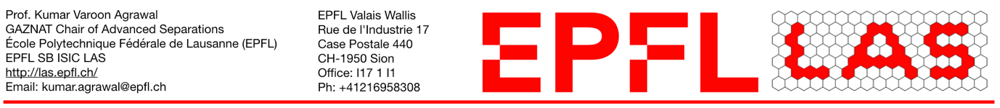 Prof. Kumar Varoon Agrawal
GAZNAT Chair of Advanced Separations
École Polytechnique Fédérale de Lausanne (EPFL)
EPFL SB ISIC LAS
http://las.epfl.ch/
Email: kumar.agrawal@epfl.ch
EPFL Valais Wallis
Rue de l'Industrie 17
Case Postale 440
CH-1950 Sion
Office: I17 1 I1
Ph: +41216958308
EPFL
LAS